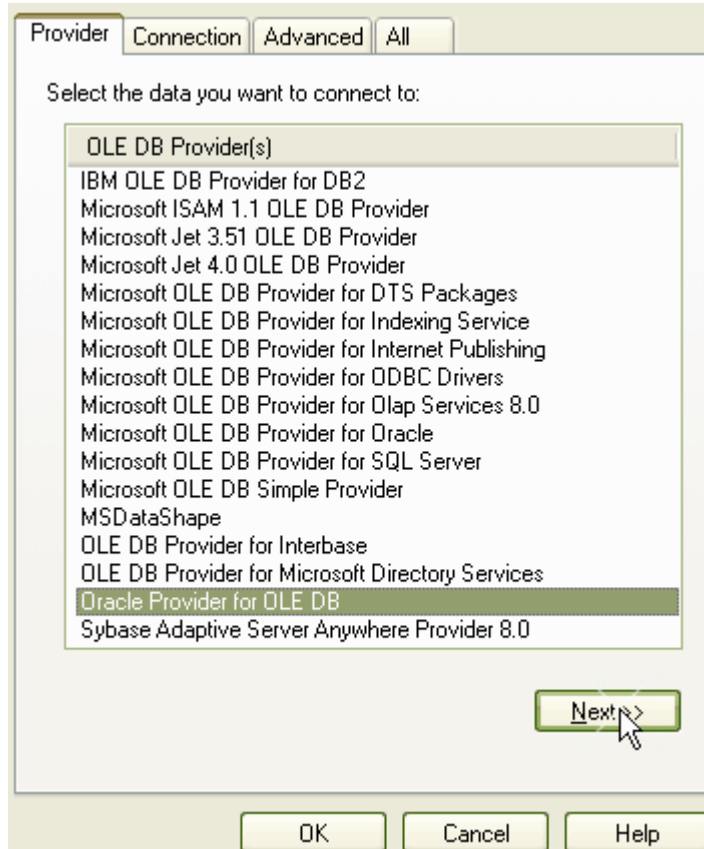 Provider Connection Advanced All
Select the data you want to connect to:
OLE DB Provider(s)
IBM OLE DB Provider for DB2
Microsoft ISAM 1.1 OLE DB Provider
Microsoft Jet 3.51 OLE DB Provider
Microsoft Jet 4.0 OLE DB Provider
Microsoft OLE DB Provider for DTS Packages
Microsoft OLE DB Provider for Indexing Service
Microsoft OLE DB Provider for Internet Publishing
Microsoft OLE DB Provider for ODBC Drivers
Microsoft OLE DB Provider for Olap Services 8.0
Microsoft OLE DB Provider for Oracle
Microsoft OLE DB Provider for SQL Server
Microsoft OLE DB Simple Provider
MSDataShape
OLE DB Provider for Interbase
OLE DB Provider for Microsoft Directory Services
Oracle Provider for OLE DB
Sybase Adaptive Server Anywhere Provider 8.0
Next >>
OK Cancel Help